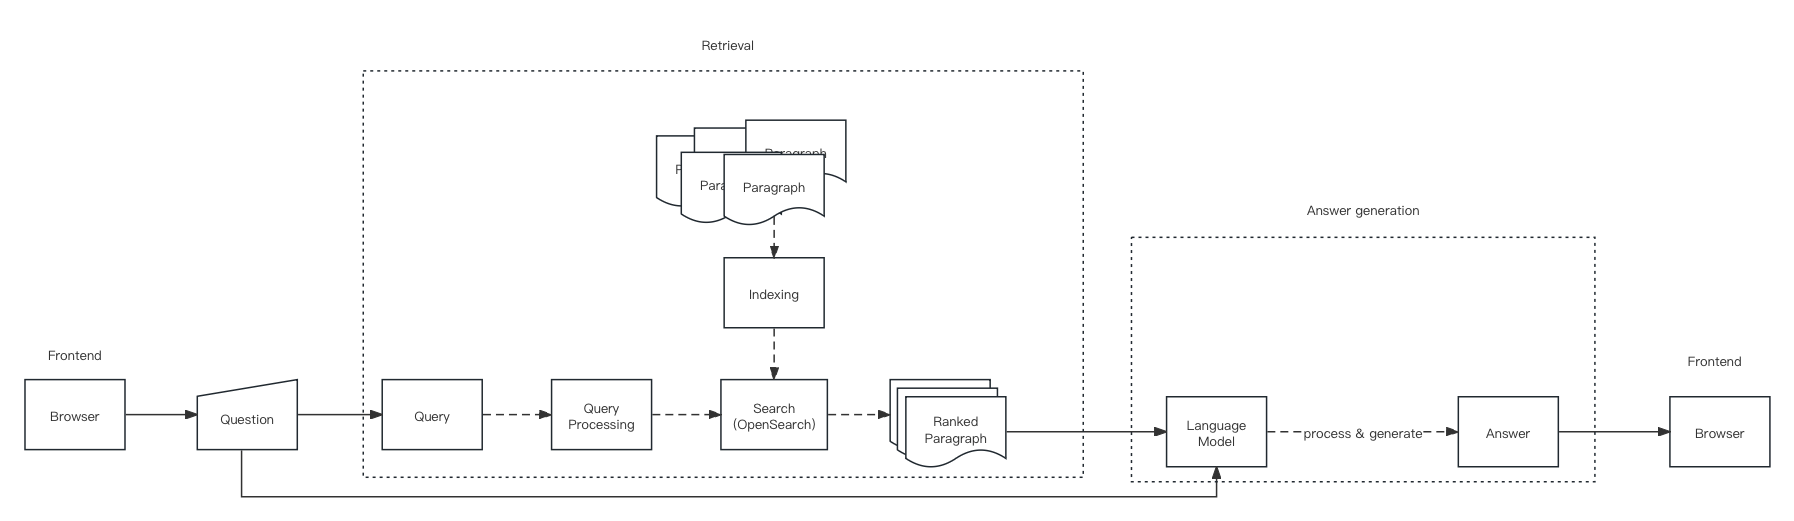 Retrieval
Paragraph
Para
Paragraph
Indexing
Answer generation
Frontend
Browser
Question
Query
Query
Processing
Search
(OpenSearch)
Ranked
Paragraph
Language
Model
process & generate
Answer
Frontend
Browser